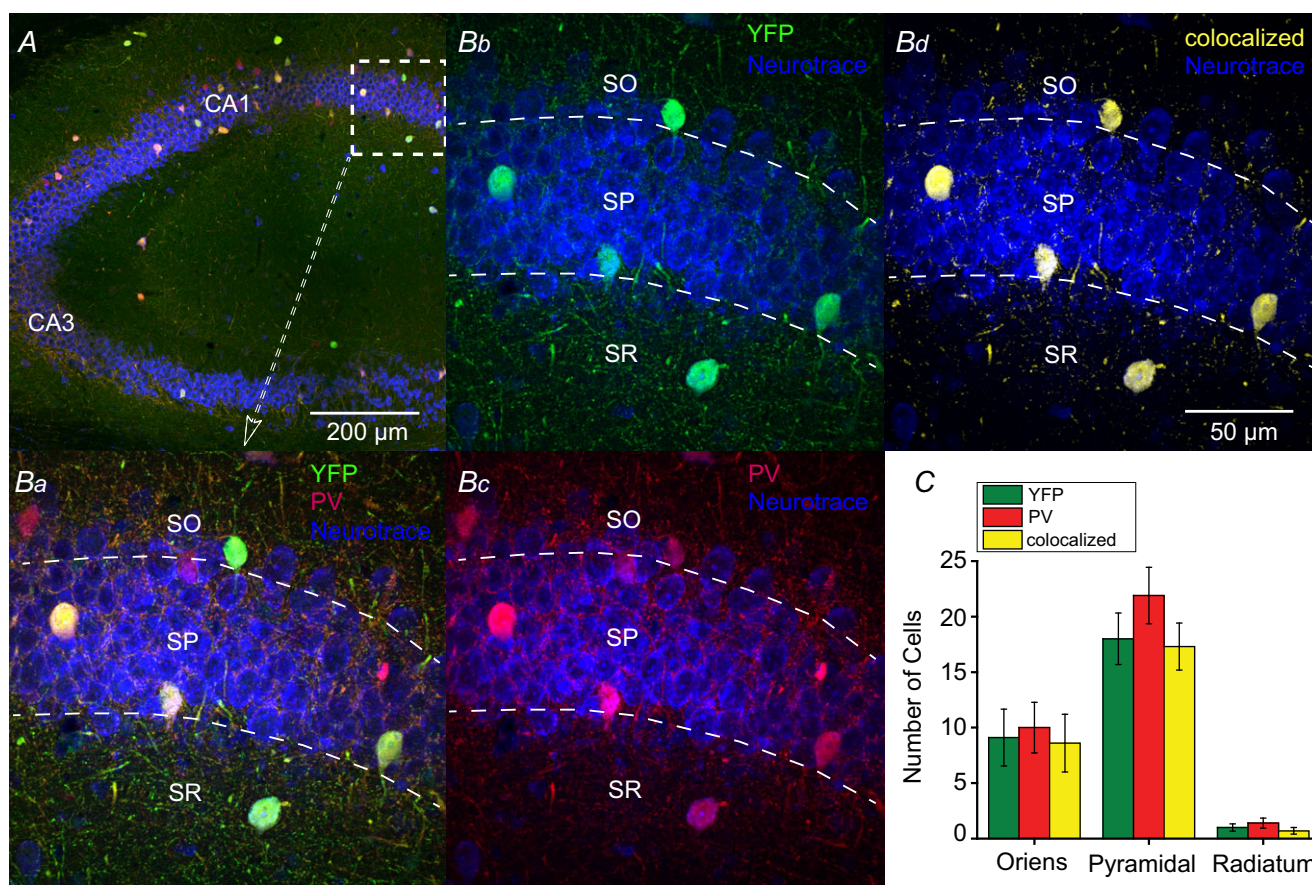 A
CA1
CA3
200 µm
Bb
YFP
Neurotrace
SO
SP
SR
Bd
colocalized
Neurotrace
SO
SP
SR
50 µm
Ba
YFP
PV
Neurotrace
SO
SP
SR
Bc
PV
Neurotrace
SO
SP
SR
C
YFP
PV
colocalized
Number of Cells
25
20
15
10
5
0
Oriens
Pyramidal
Radiatum